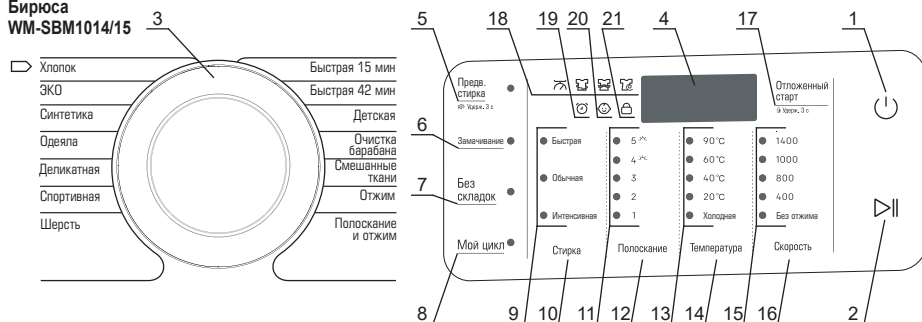 Бирюса
WM-SBM1014/15
3
5
18
19
20
21
4
17
1
Хлопок
ЭКО
Синтетика
Одеяла
Деликатная
Спортивная
Шерсть
Быстрая 15 мин
Быстрая 42 мин
Детская
Очистка
барабана
Смешанные
ткани
Отжим
Полоскание
и отжим
Предв.
стирка
Удерж. 3 с
6
Замачивание
7
Без
складок
Мой цикл
8
Быстрая
Обычная
Интенсивная
Стирка
5
4
3
2
1
Полоскание
90°C
60°C
40°C
20°C
Холодная
Температура
Отложенный
старт
Удерж. 3 с
1400
1000
800
400
Без отжима
Скорость
9
10
11
12
13
14
15
16
2